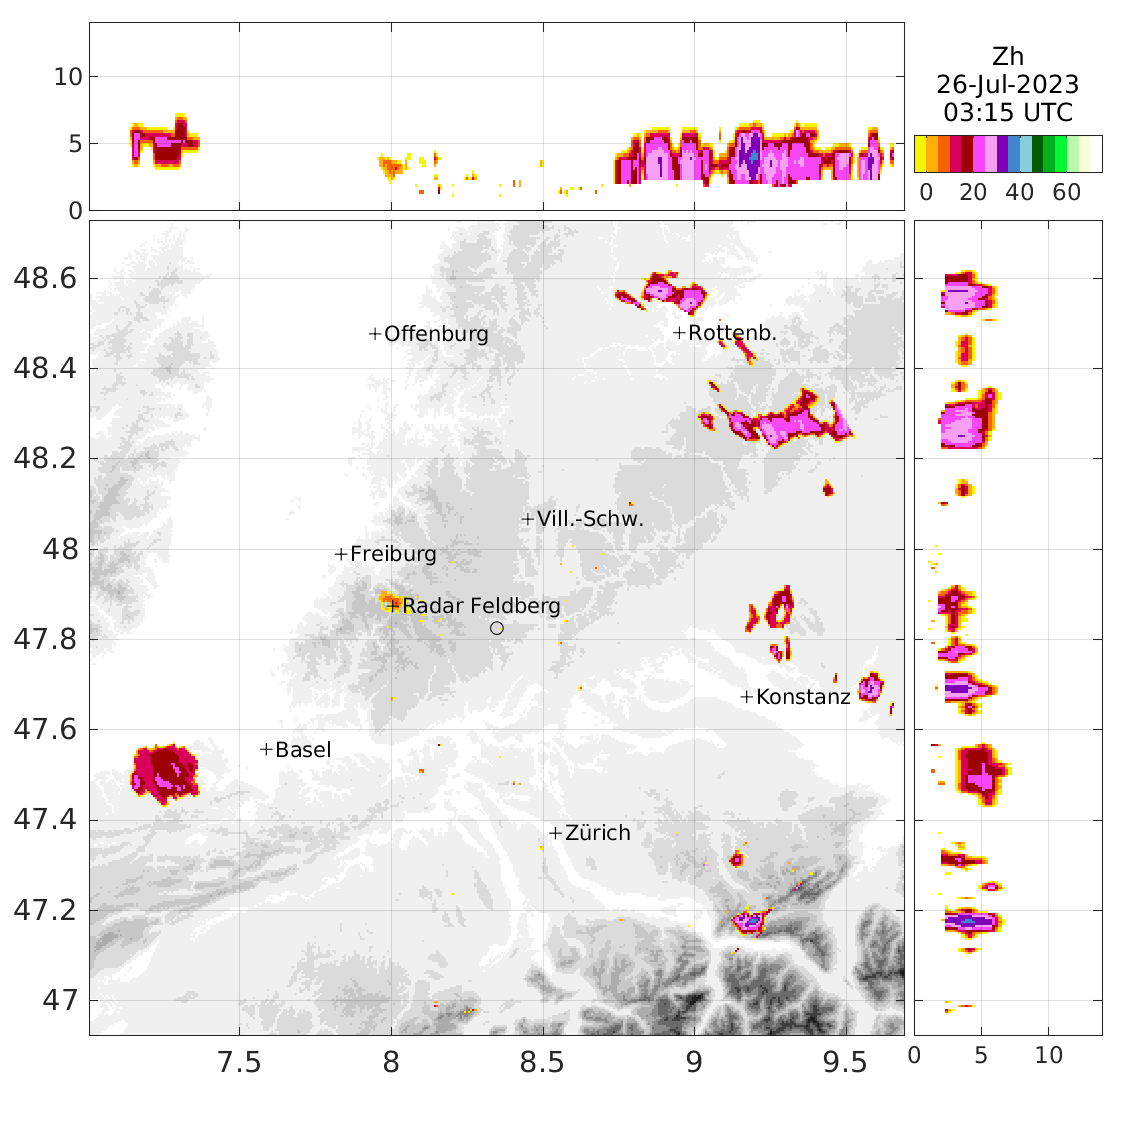 Zh
26-Jul-2023
03:15 UTC
10
5
0
0 20 40 60
48.6
48.4
48.2
48
47.8
47.6
47.4
47.2
47
+Offenburg
+Rottenb.
+Vill.-Schw.
+Freiburg
+Radar Feldberg
+Konstanz
+Basel
+Zürich
7.5 8 8.5 9 9.5
0 5 10